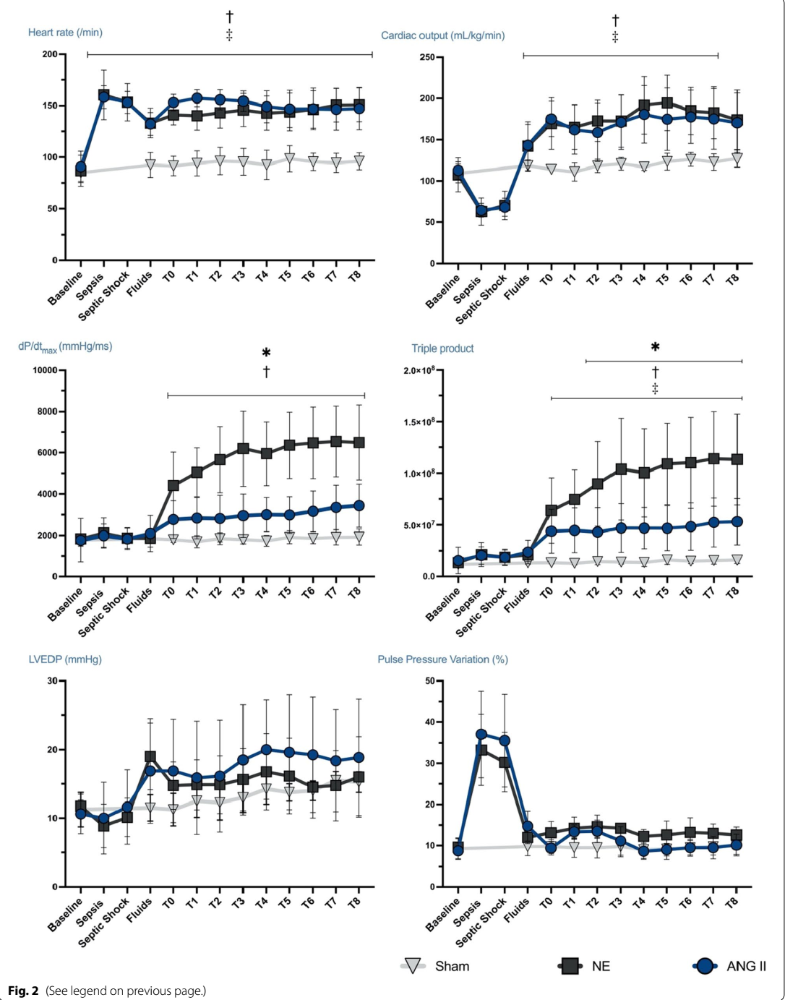 †
‡
Heart rate (/min)
200
150
100
50
0
Baseline
Sepsis
Septic Shock
Fluids
T0
T1
T2
T3
T4
T5
T6
T7
T8
†
‡
Cardiac output (mL/kg/min)
250
200
150
100
50
0
Baseline
Sepsis
Septic Shock
Fluids
T0
T1
T2
T3
T4
T5
T6
T7
T8
dP/dtmax (mmHg/ms)
*
†
10000
8000
6000
4000
2000
0
Baseline
Sepsis
Septic Shock
Fluids
T0
T1
T2
T3
T4
T5
T6
T7
T8
Triple product
*
†
‡
2.0×10⁸
1.5×10⁸
1.0×10⁸
5.0×10⁷
0.0
Baseline
Sepsis
Septic Shock
Fluids
T0
T1
T2
T3
T4
T5
T6
T7
T8
LVEDP (mmHg)
30
20
10
0
Baseline
Sepsis
Septic Shock
Fluids
T0
T1
T2
T3
T4
T5
T6
T7
T8
Pulse Pressure Variation (%)
50
40
30
20
10
0
Baseline
Sepsis
Septic Shock
Fluids
T0
T1
T2
T3
T4
T5
T6
T7
T8
Sham NE ANG II
Fig. 2 (See legend on previous page.)